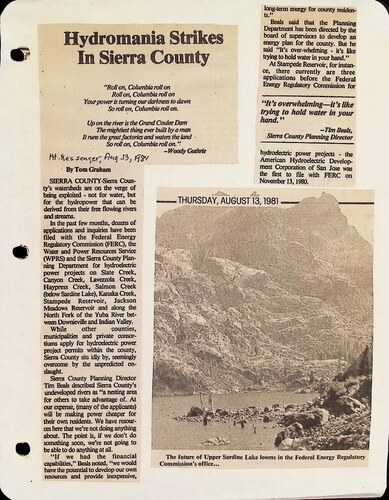 Hydromania Strikes
In Sierra County
"Roll on, Columbia roll on
Roll on, Columbia roll on
Your power is turning our darkness to dawn
So roll on, Columbia roll on.
Up on the river is the Grand Coulee Dam
The mightiest thing ever built by a man
It runs the great factories and waters the land
So roll on, Columbia roll on."
—Woody Guthrie
Mt. Messenger, Aug 13, 1981
By Tom Graham
SIERRA COUNTY-Sierra Coun-
ty's watersheds are on the verge of being
exploited - not for water, but
for the hydropower that can be
derived from their free flowing rivers
and streams.
In the past few months, dozens of
applications and inquiries have been
filed with the Federal Energy
Regulatory Commission (FERC), the
Water and Power Resources Service
(WPRS) and the Sierra County Plan-
ning Department for hydroelectric
power projects on Slate Creek,
Canyon Creek, Lavezzola Creek,
Haypress Creek, Salmon Creek
(below Sardine Lake), Kanaka Creek,
Stampede Reservoir, Jackson
Meadows Reservoir and along the
North Fork of the Yuba River bet-
ween Downieville and Indian Valley.
While other counties,
municipalities and private consor-
tiums apply for hydroelectric power
project permits within the county,
Sierra County sits idly by, seemingly
overcome by the unpredicted on-
slaught.
Sierra County Planning Director
Tim Beals described Sierra County's
undeveloped rivers as "a resting area
for others to take advantage of. At
our expense, (many of the applicants)
will be making power cheaper for
their own residents. We have resour-
ces here that we're not doing anything
about. The point is, if we don't do
something soon, we're not going to
be able to do anything at all."
"If we had the financial
capabilities," Beals noted, "we would
have the potential to develop our own
resources and provide inexpensive,
long-term energy for county residen-
ts."
Beals said that the Planning
Department has been directed by the
board of supervisors to develop an
energy plan for the county. But he
said "It's over-whelming - it's like
trying to hold water in your hand."
At Stampede Reservoir, for in-
stance, there currently are three
applications before the Federal Energy
Regulatory Commission for
"It's overwhelming—it's like
trying to hold water in your
hand."
—Tim Beals,
Sierra County Planning Director
hydroelectric power projects - the
American Hydroelectric Develop-
ment Corporation of San Jose was
the first to file with FERC on
November 13, 1980.
THURSDAY, AUGUST 13, 1981
The future of Upper Sardine Lake looms in the Federal Energy Regulatory
Commission's office...